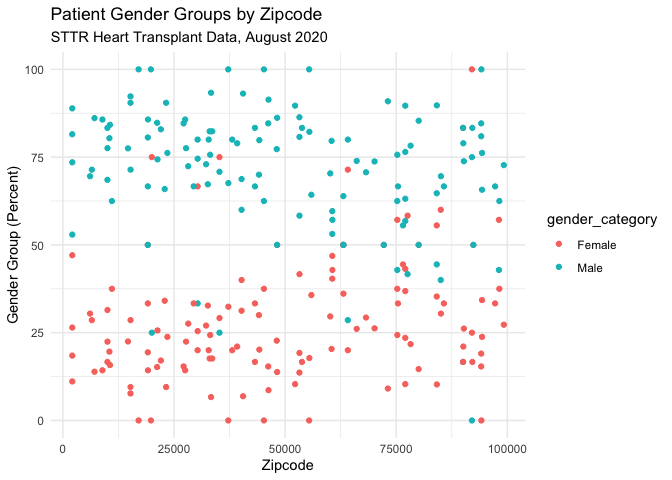 Patient Gender Groups by Zipcode
STTR Heart Transplant Data, August 2020
100
75
50
25
0
Gender Group (Percent)
0
25000
50000
75000
100000
Zipcode
gender_category
Female
Male